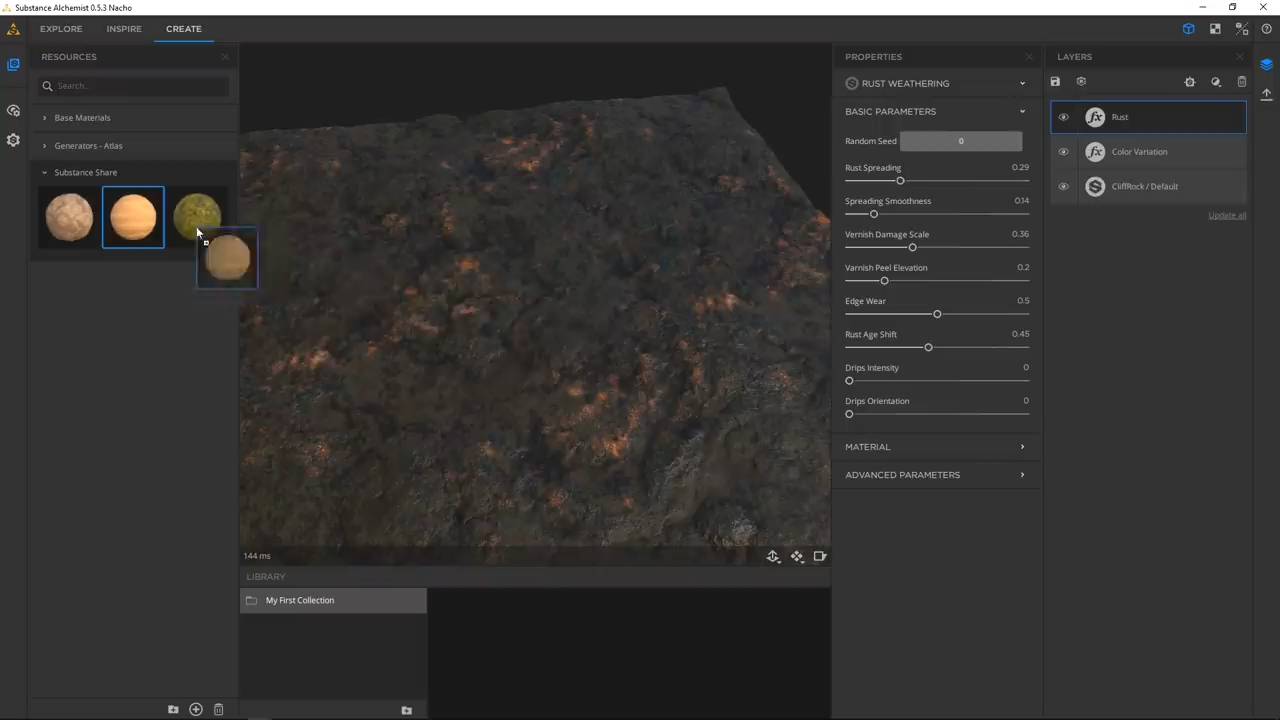 Substance Alchemist 0.5.3 Nacho
EXPLORE
INSPIRE
CREATE
RESOURCES
Search...
Base Materials
Generators - Atlas
Substance Share
144 ms
LIBRARY
My First Collection
PROPERTIES
RUST WEATHERING
BASIC PARAMETERS
Random Seed 0
Rust Spreading 0.29
Spreading Smoothness 0.14
Vernish Damage Scale 0.36
Varnish Peel Elevation 0.2
Edge Wear 0.5
Rust Age Shift 0.45
Drips Intensity 0
Drips Orientation 0
MATERIAL
ADVANCED PARAMETERS
LAYERS
fx Rust
fx Color Variation
CliffRock / Default
Update all